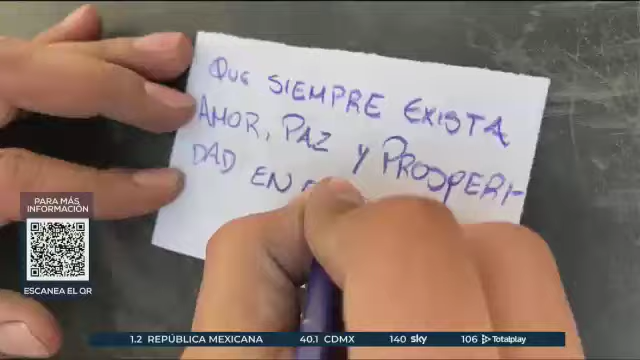 QUE SIEMPRE EXISTA
AMOR, PAZ Y PROSPERI-
DAD EN
PARA MÁS
INFORMACIÓN
ESCANEA EL QR
1.2 REPÚBLICA MEXICANA 40.1 CDMX 140 sky 106 Totalplay